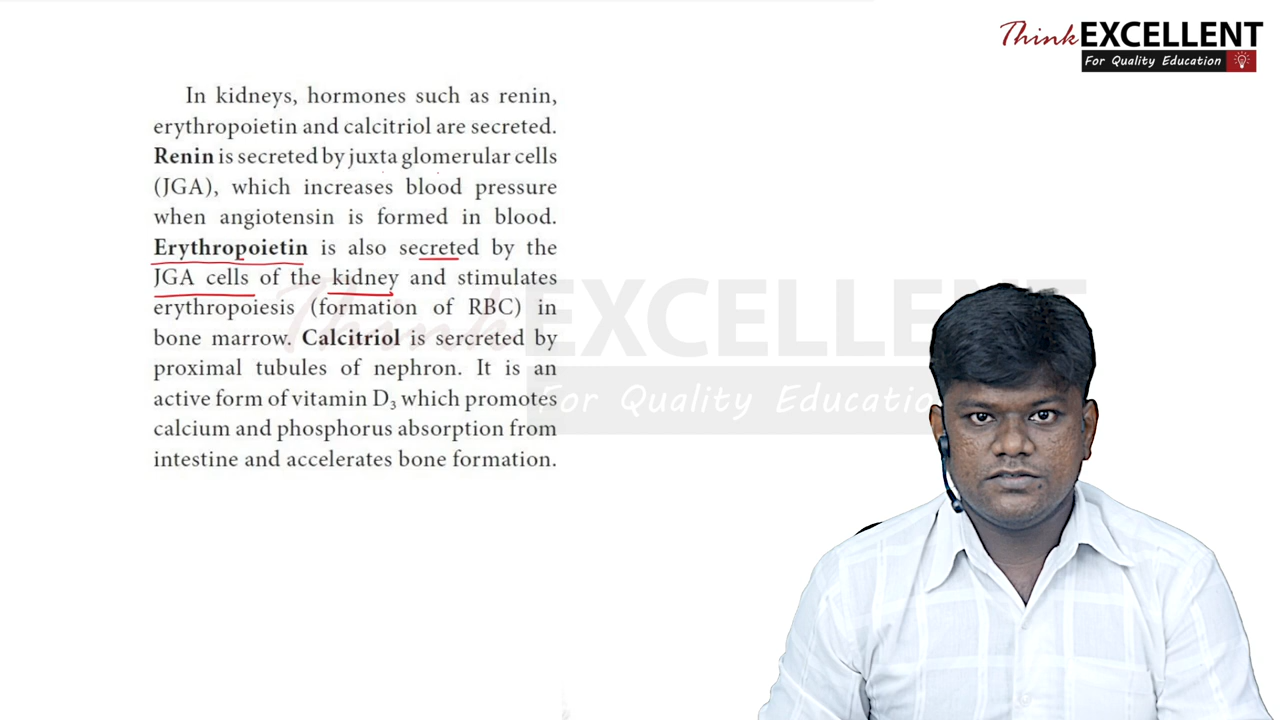 Think EXCELLENT
For Quality Education
In kidneys, hormones such as renin,
erythropoietin and calcitriol are secreted.
Renin is secreted by juxta glomerular cells
(JGA), which increases blood pressure
when angiotensin is formed in blood.
Erythropoietin is also secreted by the
JGA cells of the kidney and stimulates
erythropoiesis (formation of RBC) in
bone marrow. Calcitriol is sercreted by
proximal tubules of nephron. It is an
active form of vitamin D₃ which promotes
calcium and phosphorus absorption from
intestine and accelerates bone formation.
Think EXCELLENT
For Quality Education